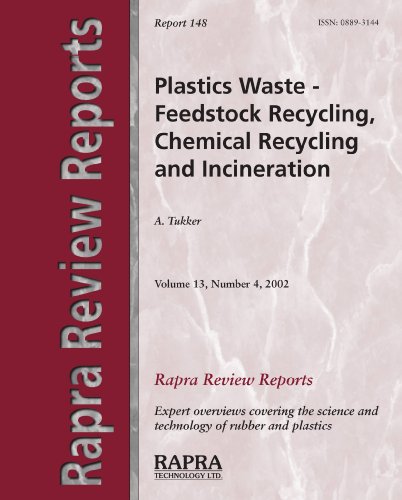 Rapra Review Reports
Report 148
ISSN: 0889-3144
Plastics Waste -
Feedstock Recycling,
Chemical Recycling
and Incineration
A. Tukker
Volume 13, Number 4, 2002
Rapra Review Reports
Expert overviews covering the science and
technology of rubber and plastics
RAPRA
TECHNOLOGY LTD.